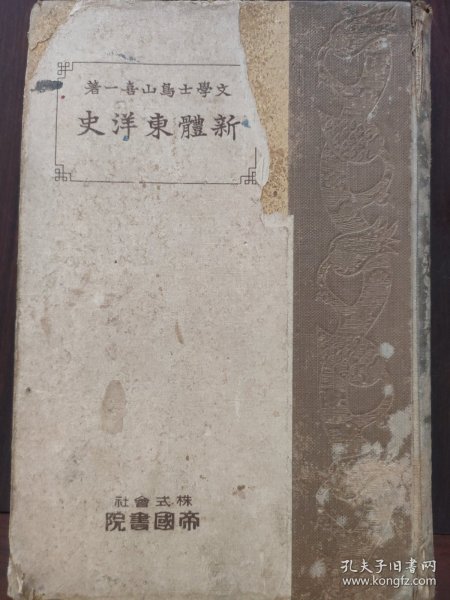 文學士鳥山喜一著
新體東洋史
株式會社
帝國書院
孔夫子旧书网
www.kongfz.com